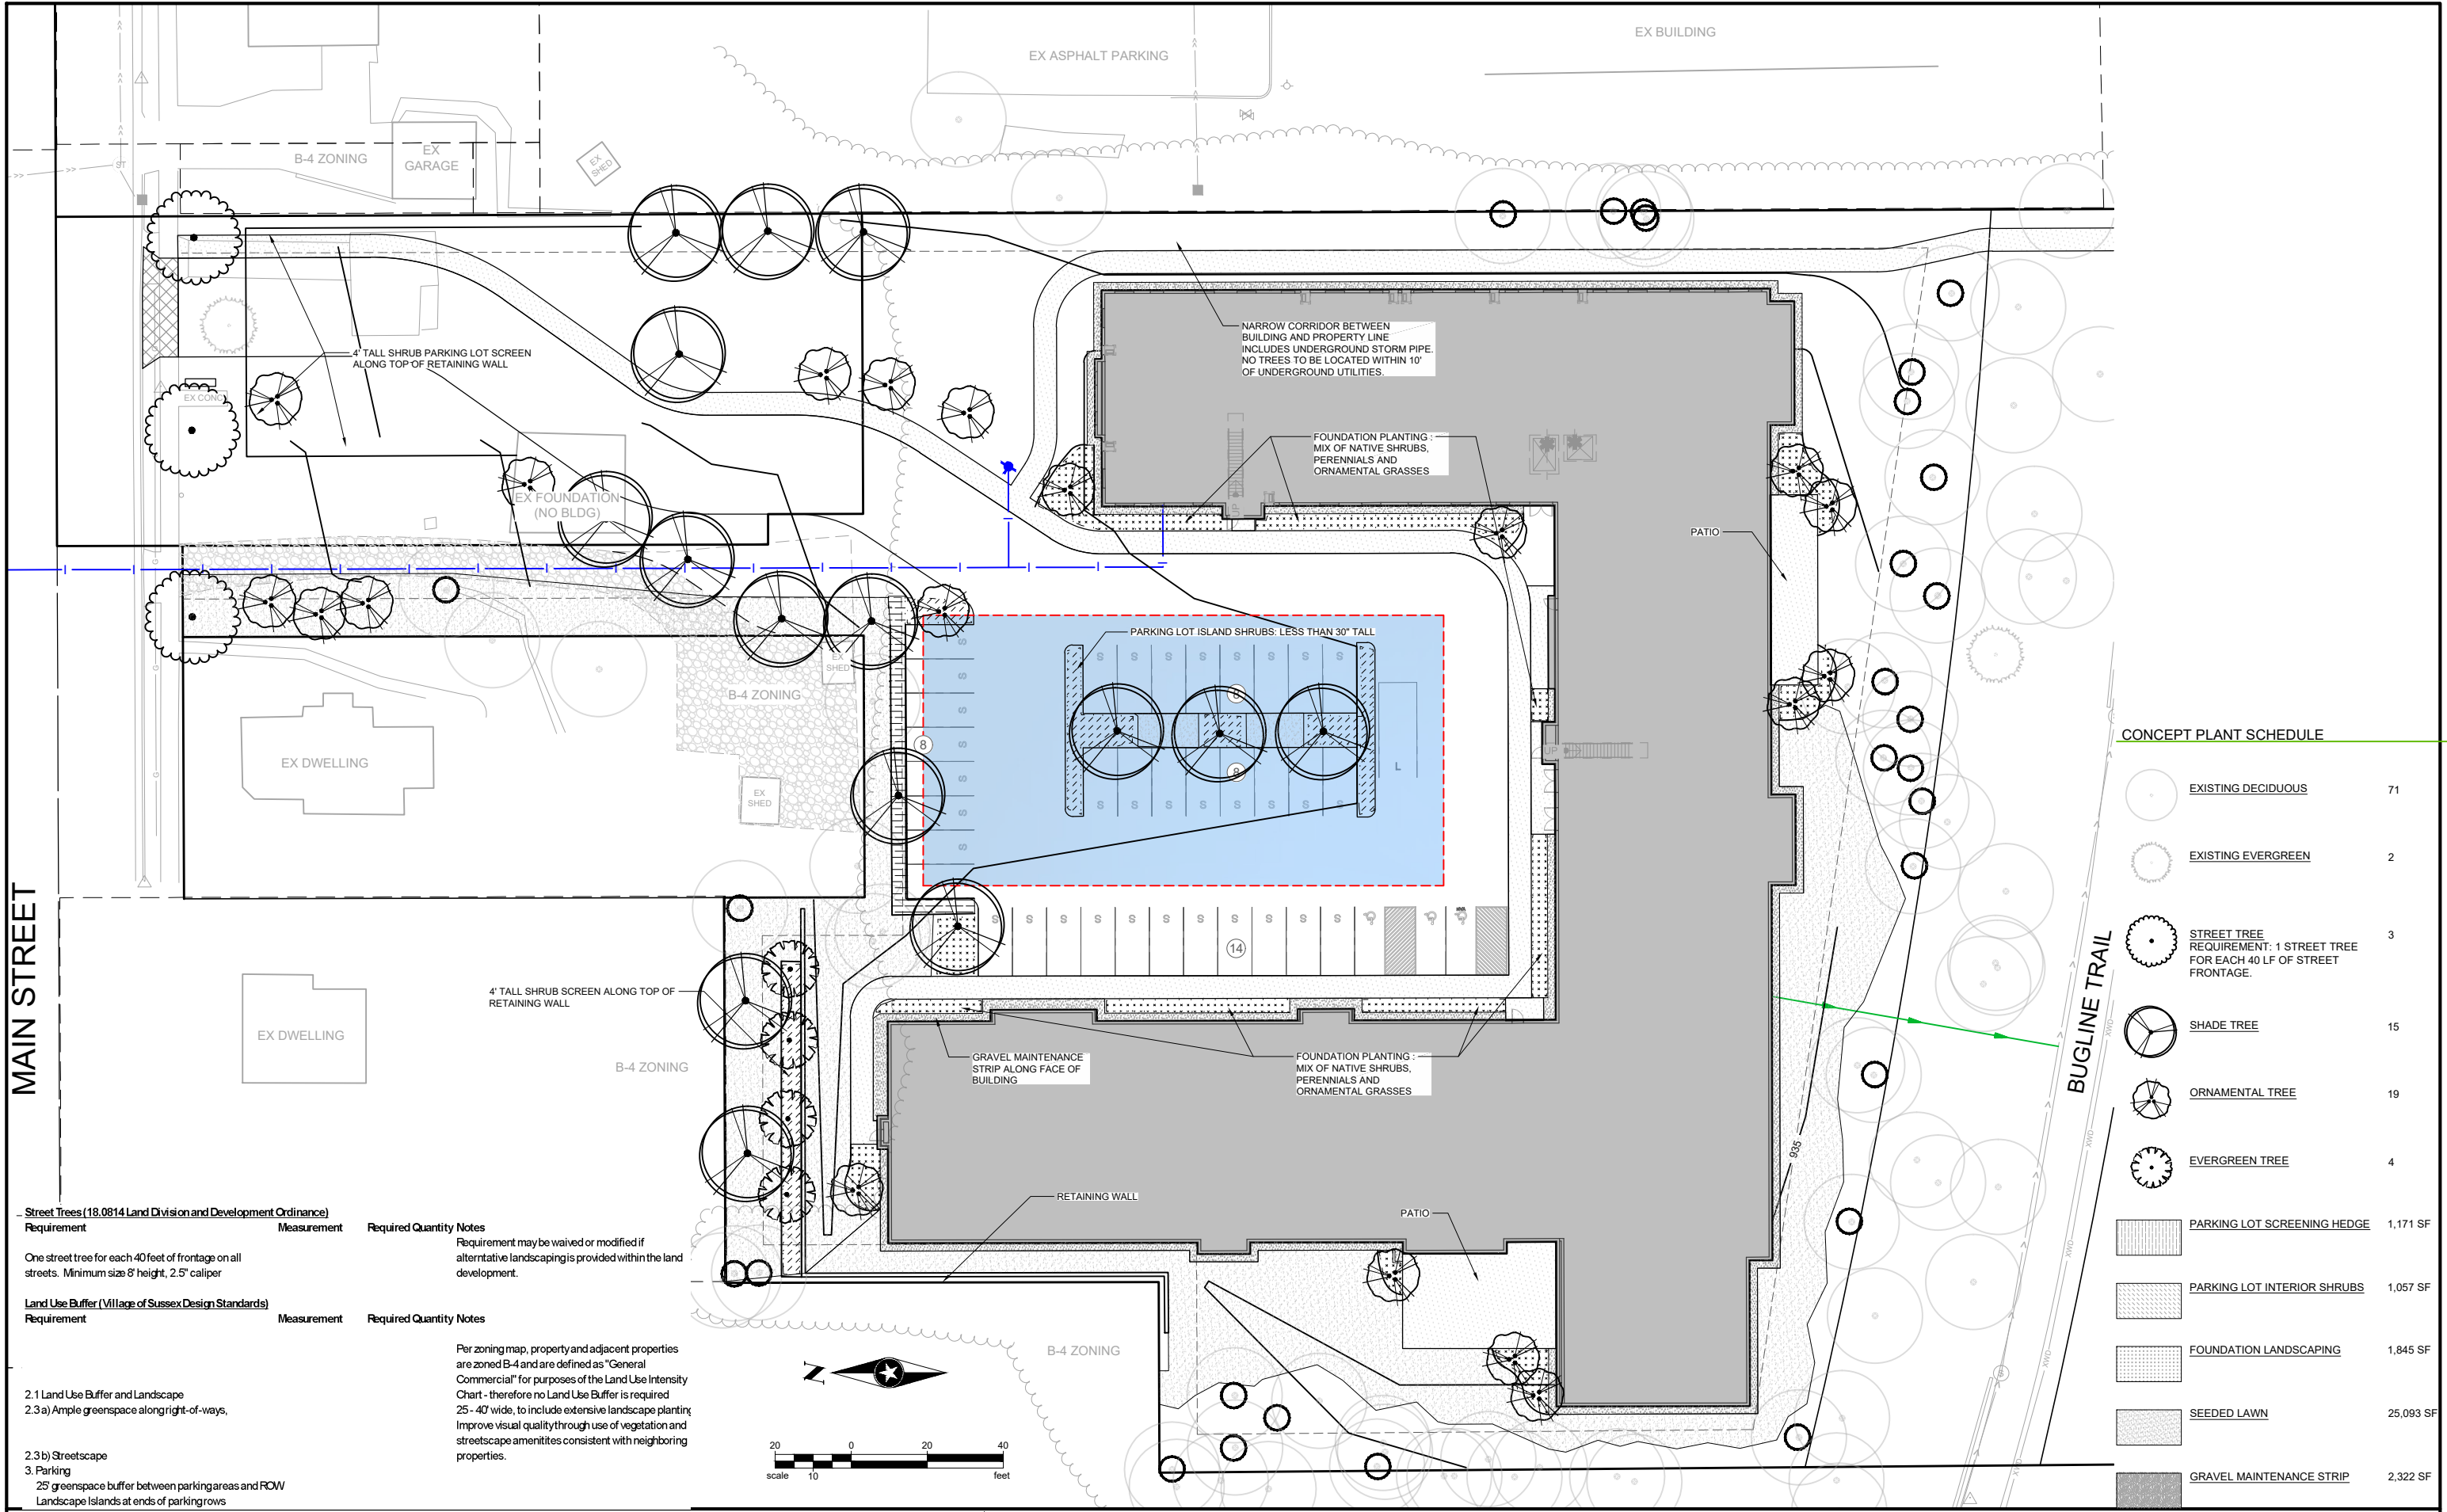 EX BUILDING
EX ASPHALT PARKING
B-4 ZONING
EX
GARAGE
EX
SHED
ST
NARROW CORRIDOR BETWEEN
BUILDING AND PROPERTY LINE
INCLUDES UNDERGROUND STORM PIPE.
NO TREES TO BE LOCATED WITHIN 10'
OF UNDERGROUND UTILITIES.
4' TALL SHRUB PARKING LOT SCREEN
ALONG TOP OF RETAINING WALL
EX CONC
FOUNDATION PLANTING :
MIX OF NATIVE SHRUBS,
PERENNIALS AND
ORNAMENTAL GRASSES
UP
EX FOUNDATION
(NO BLDG)
PATIO
PARKING LOT ISLAND SHRUBS: LESS THAN 30" TALL
EX
SHED
B-4 ZONING
8
8
8
L
UP
EX DWELLING
EX
SHED
14
4' TALL SHRUB SCREEN ALONG TOP OF
RETAINING WALL
EX DWELLING
B-4 ZONING
GRAVEL MAINTENANCE
STRIP ALONG FACE OF
BUILDING
FOUNDATION PLANTING :
MIX OF NATIVE SHRUBS,
PERENNIALS AND
ORNAMENTAL GRASSES
RETAINING WALL
PATIO
935
B-4 ZONING
MAIN STREET
BUGLINE TRAIL
N
20 0 20 40
scale 10 feet
Street Trees (18.0814 Land Division and Development Ordinance)
Requirement Measurement Required Quantity Notes
One street tree for each 40 feet of frontage on all
streets. Minimum size 8' height, 2.5" caliper
Requirement may be waived or modified if
alterntative landscaping is provided within the land
development.
Land Use Buffer (Village of Sussex Design Standards)
Requirement Measurement Required Quantity Notes
Per zoning map, property and adjacent properties
are zoned B-4 and are defined as "General
Commercial" for purposes of the Land Use Intensity
Chart - therefore no Land Use Buffer is required
2.1 Land Use Buffer and Landscape
2.3 a) Ample greenspace along right-of-ways,
25 - 40' wide, to include extensive landscape planting
Improve visual quality through use of vegetation and
streetscape amenitites consistent with neighboring
properties.
2.3 b) Streetscape
3. Parking
25' greenspace buffer between parking areas and ROW
Landscape Islands at ends of parking rows
CONCEPT PLANT SCHEDULE
EXISTING DECIDUOUS 71
EXISTING EVERGREEN 2
STREET TREE 3
REQUIREMENT: 1 STREET TREE
FOR EACH 40 LF OF STREET
FRONTAGE.
SHADE TREE 15
ORNAMENTAL TREE 19
EVERGREEN TREE 4
PARKING LOT SCREENING HEDGE 1,171 SF
PARKING LOT INTERIOR SHRUBS 1,057 SF
FOUNDATION LANDSCAPING 1,845 SF
SEEDED LAWN 25,093 SF
GRAVEL MAINTENANCE STRIP 2,322 SF